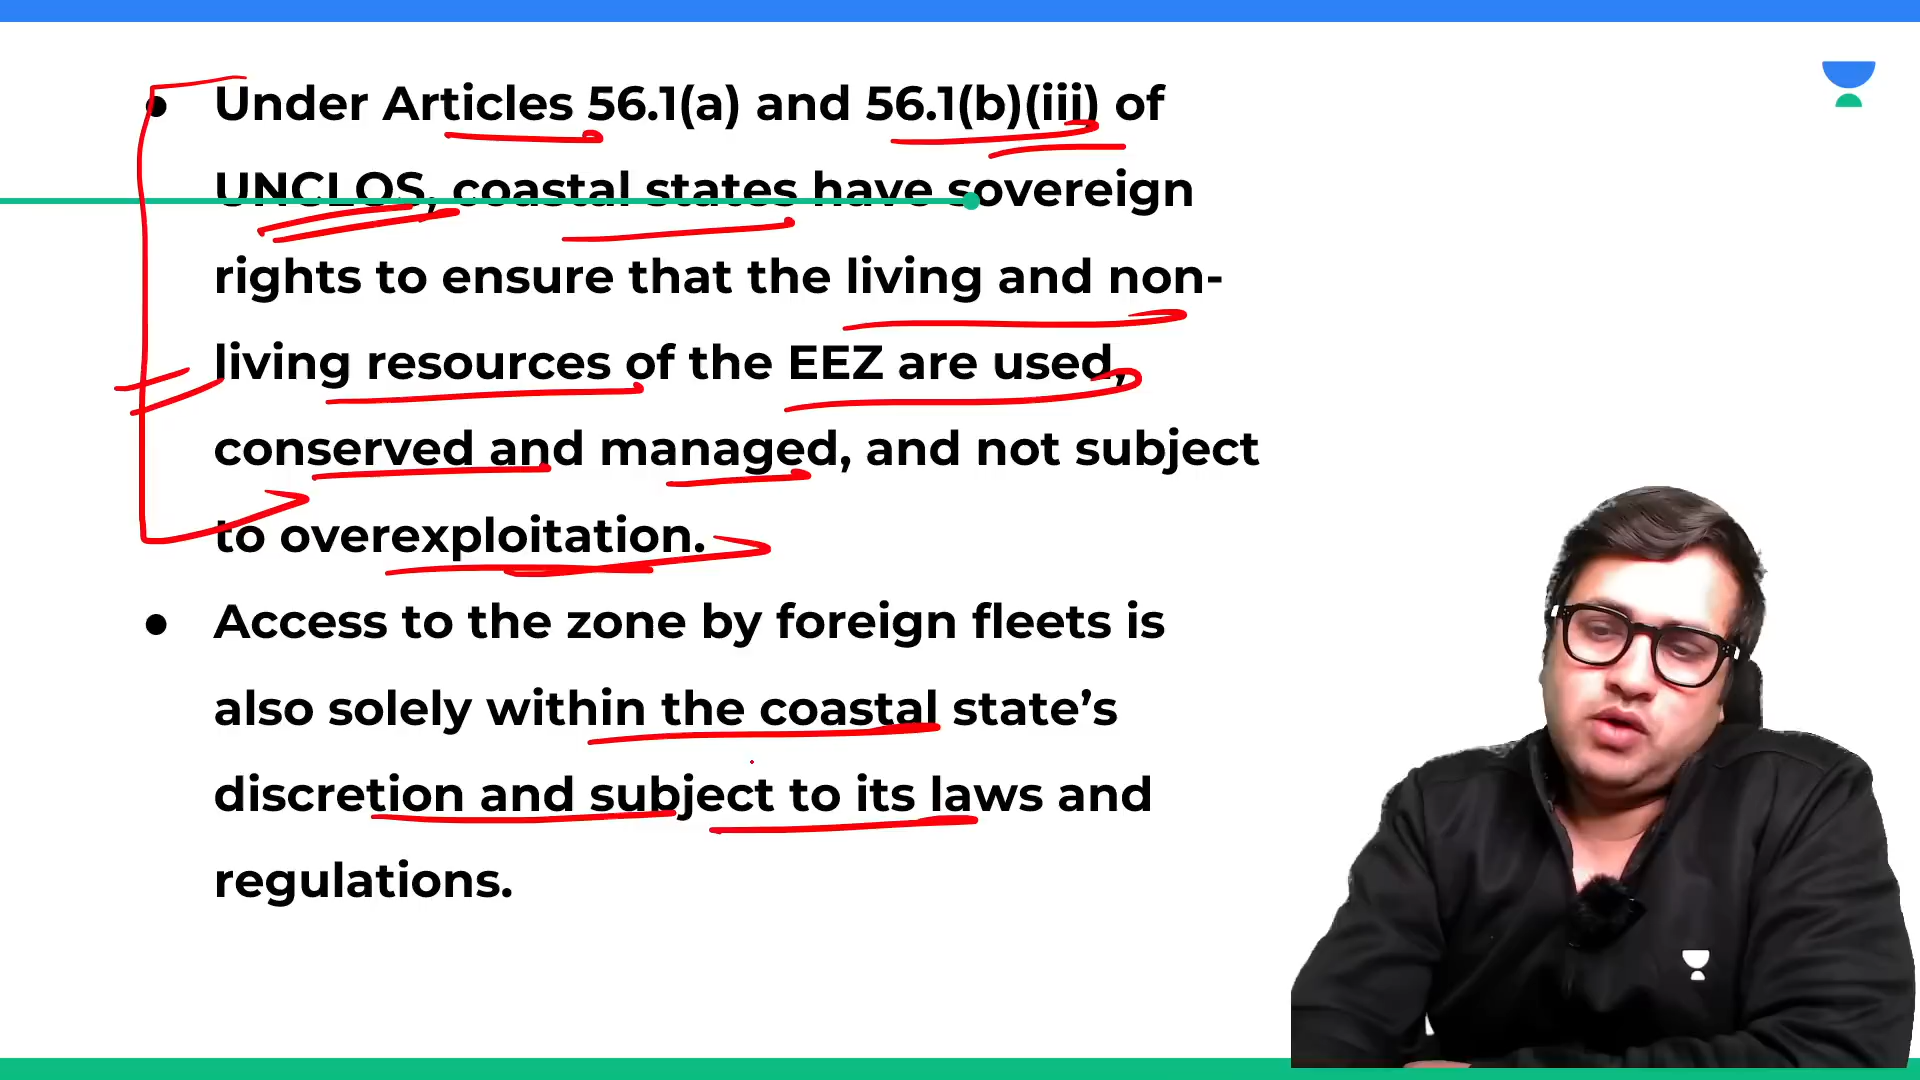 ● Under Articles 56.1(a) and 56.1(b)(iii) of
UNCLOS, coastal states have sovereign
rights to ensure that the living and non-
living resources of the EEZ are used,
conserved and managed, and not subject
to overexploitation.
● Access to the zone by foreign fleets is
also solely within the coastal state’s
discretion and subject to its laws and
regulations.